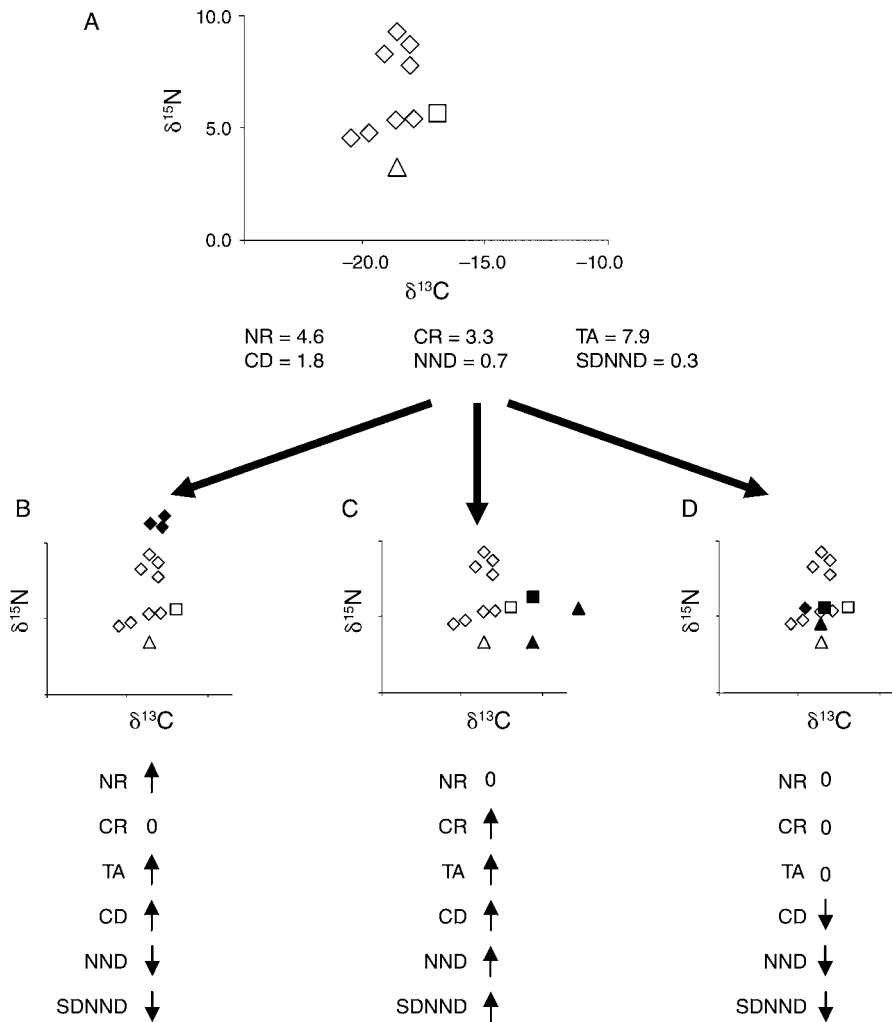 A
10.0
5.0
0.0
δ¹⁵N
−20.0 −15.0 −10.0
δ¹³C
NR = 4.6 CR = 3.3 TA = 7.9
CD = 1.8 NND = 0.7 SDNND = 0.3
B C D
δ¹⁵N δ¹⁵N δ¹⁵N
δ¹³C δ¹³C δ¹³C
NR ↑ NR 0 NR 0
CR 0 CR ↑ CR 0
TA ↑ TA ↑ TA 0
CD ↑ CD ↑ CD ↓
NND ↓ NND ↑ NND ↓
SDNND ↓ SDNND ↑ SDNND ↓